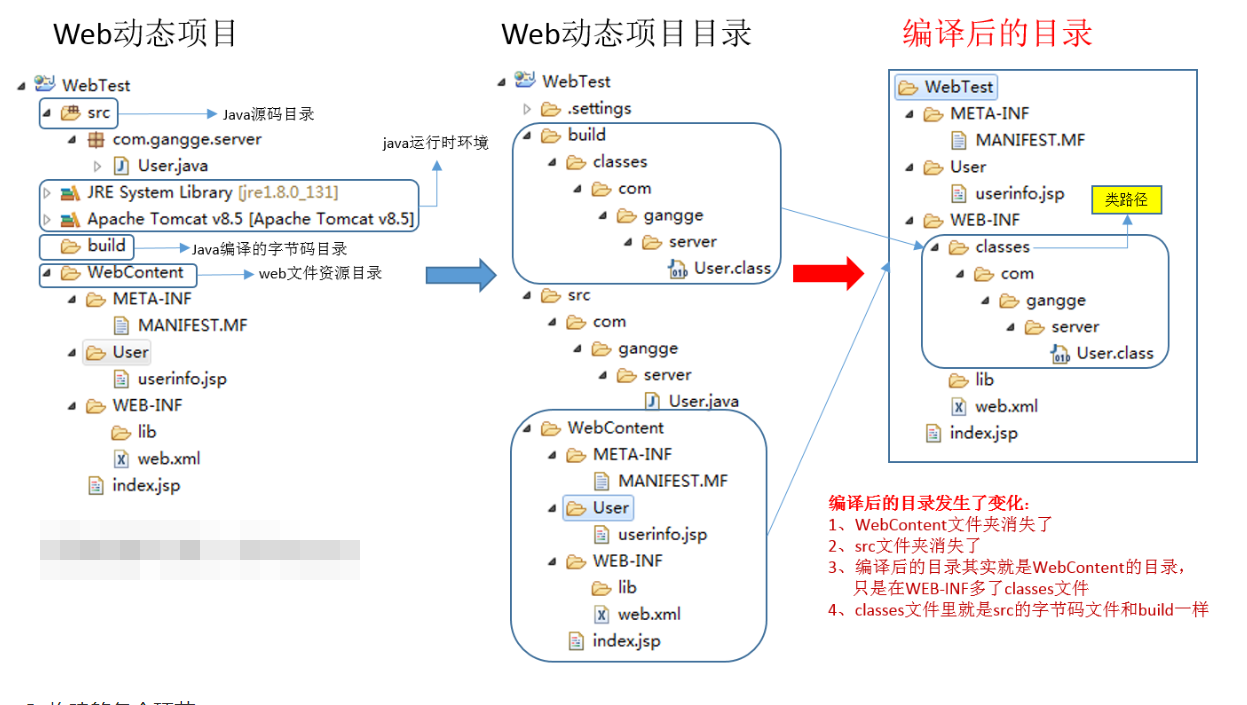 Web动态项目
WebTest
src
Java源码目录
com.gangge.server
User.java
java运行时环境
JRE System Library [jre1.8.0_131]
Apache Tomcat v8.5 [Apache Tomcat v8.5]
build
Java编译的字节码目录
WebContent
web文件资源目录
META-INF
MANIFEST.MF
User
userinfo.jsp
WEB-INF
lib
web.xml
index.jsp
Web动态项目目录
WebTest
.settings
build
classes
com
gangge
server
User.class
src
com
gangge
server
User.java
WebContent
META-INF
MANIFEST.MF
User
userinfo.jsp
WEB-INF
lib
web.xml
index.jsp
编译后的目录
WebTest
META-INF
MANIFEST.MF
User
userinfo.jsp
类路径
WEB-INF
classes
com
gangge
server
User.class
lib
web.xml
index.jsp
编译后的目录发生了变化:
1、WebContent文件夹消失了
2、src文件夹消失了
3、编译后的目录其实就是WebContent的目录，
只是在WEB-INF多了classes文件
4、classes文件里就是src的字节码文件和build一样